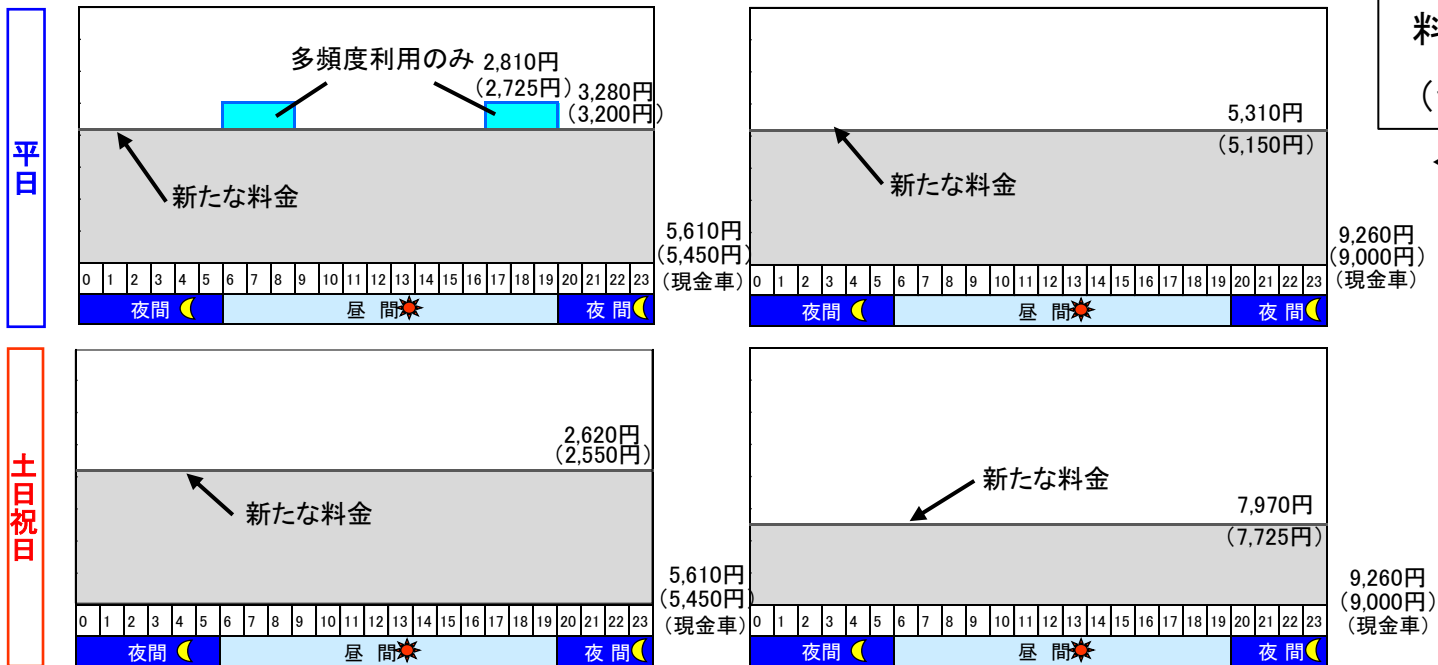 平日
多頻度利用のみ
2,810円
(2,725円)
3,280円
(3,200円)
新たな料金
5,610円
(5,450円)
(現金車)
0 1 2 3 4 5 6 7 8 9 10 11 12 13 14 15 16 17 18 19 20 21 22 23
夜間 昼間 夜間
5,310円
(5,150円)
新たな料金
9,260円
(9,000円)
(現金車)
0 1 2 3 4 5 6 7 8 9 10 11 12 13 14 15 16 17 18 19 20 21 22 23
夜間 昼間 夜間
料
(
土日祝日
2,620円
(2,550円)
新たな料金
5,610円
(5,450円)
(現金車)
0 1 2 3 4 5 6 7 8 9 10 11 12 13 14 15 16 17 18 19 20 21 22 23
夜間 昼間 夜間
新たな料金
7,970円
(7,725円)
9,260円
(9,000円)
(現金車)
0 1 2 3 4 5 6 7 8 9 10 11 12 13 14 15 16 17 18 19 20 21 22 23
夜間 昼間 夜間